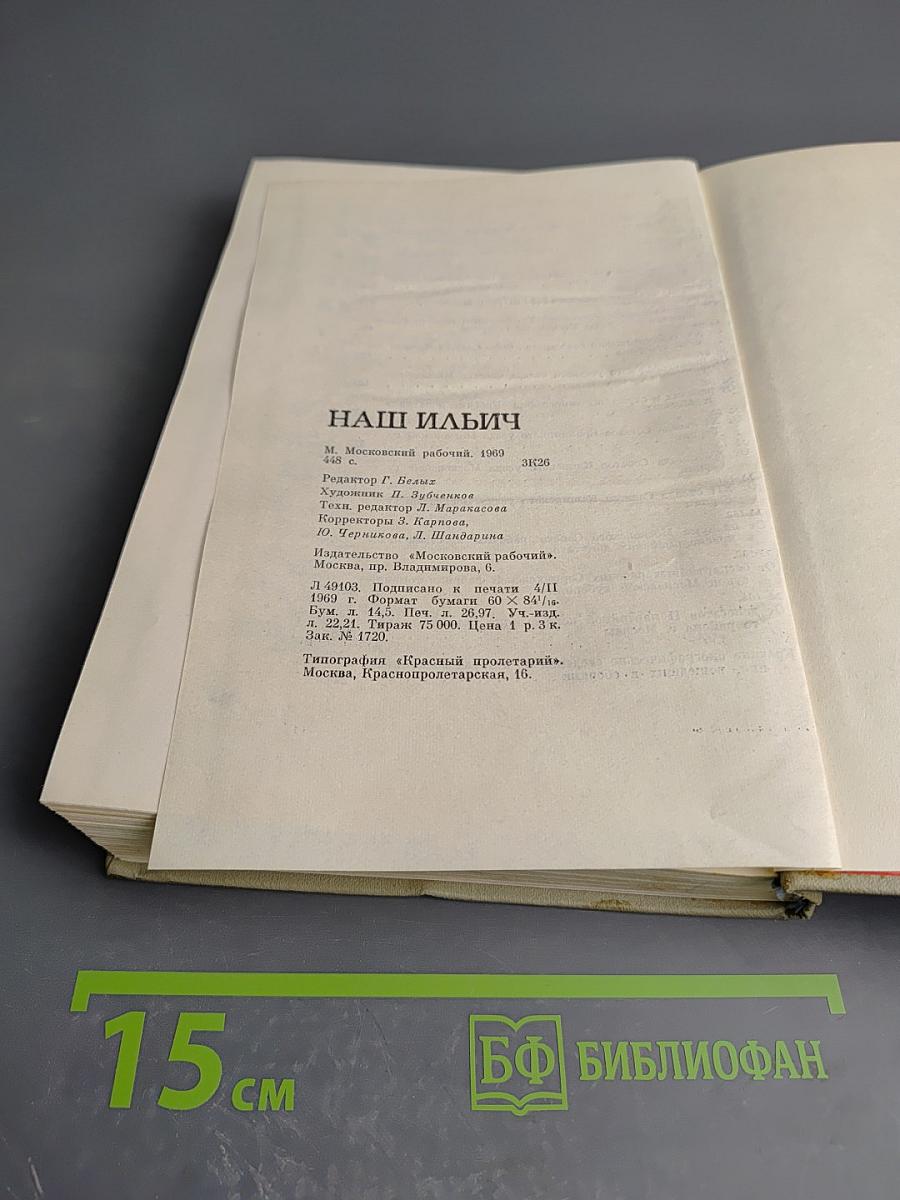 НАШ ИЛЬИЧ
М. Московский рабочий. 1969
448 с. 3К26
Редактор Г. Белых
Художник П. Зубченков
Техн. редактор Л. Маракасова
Корректоры З. Карпова,
Ю. Черникова, Л. Шандарина
Издательство «Московский рабочий».
Москва, пр. Владимирова, 6.
Л 49103. Подписано к печати 4/II
1969 г. Формат бумаги 60 × 84¹/₁₆.
Бум. л. 14,5. Печ. л. 26,97. Уч.-изд.
л. 22,21. Тираж 75 000. Цена 1 р. 3 к.
Зак. № 1720.
Типография «Красный пролетарий».
Москва, Краснопролетарская, 16.
15 см
БФ БИБЛИОФАН